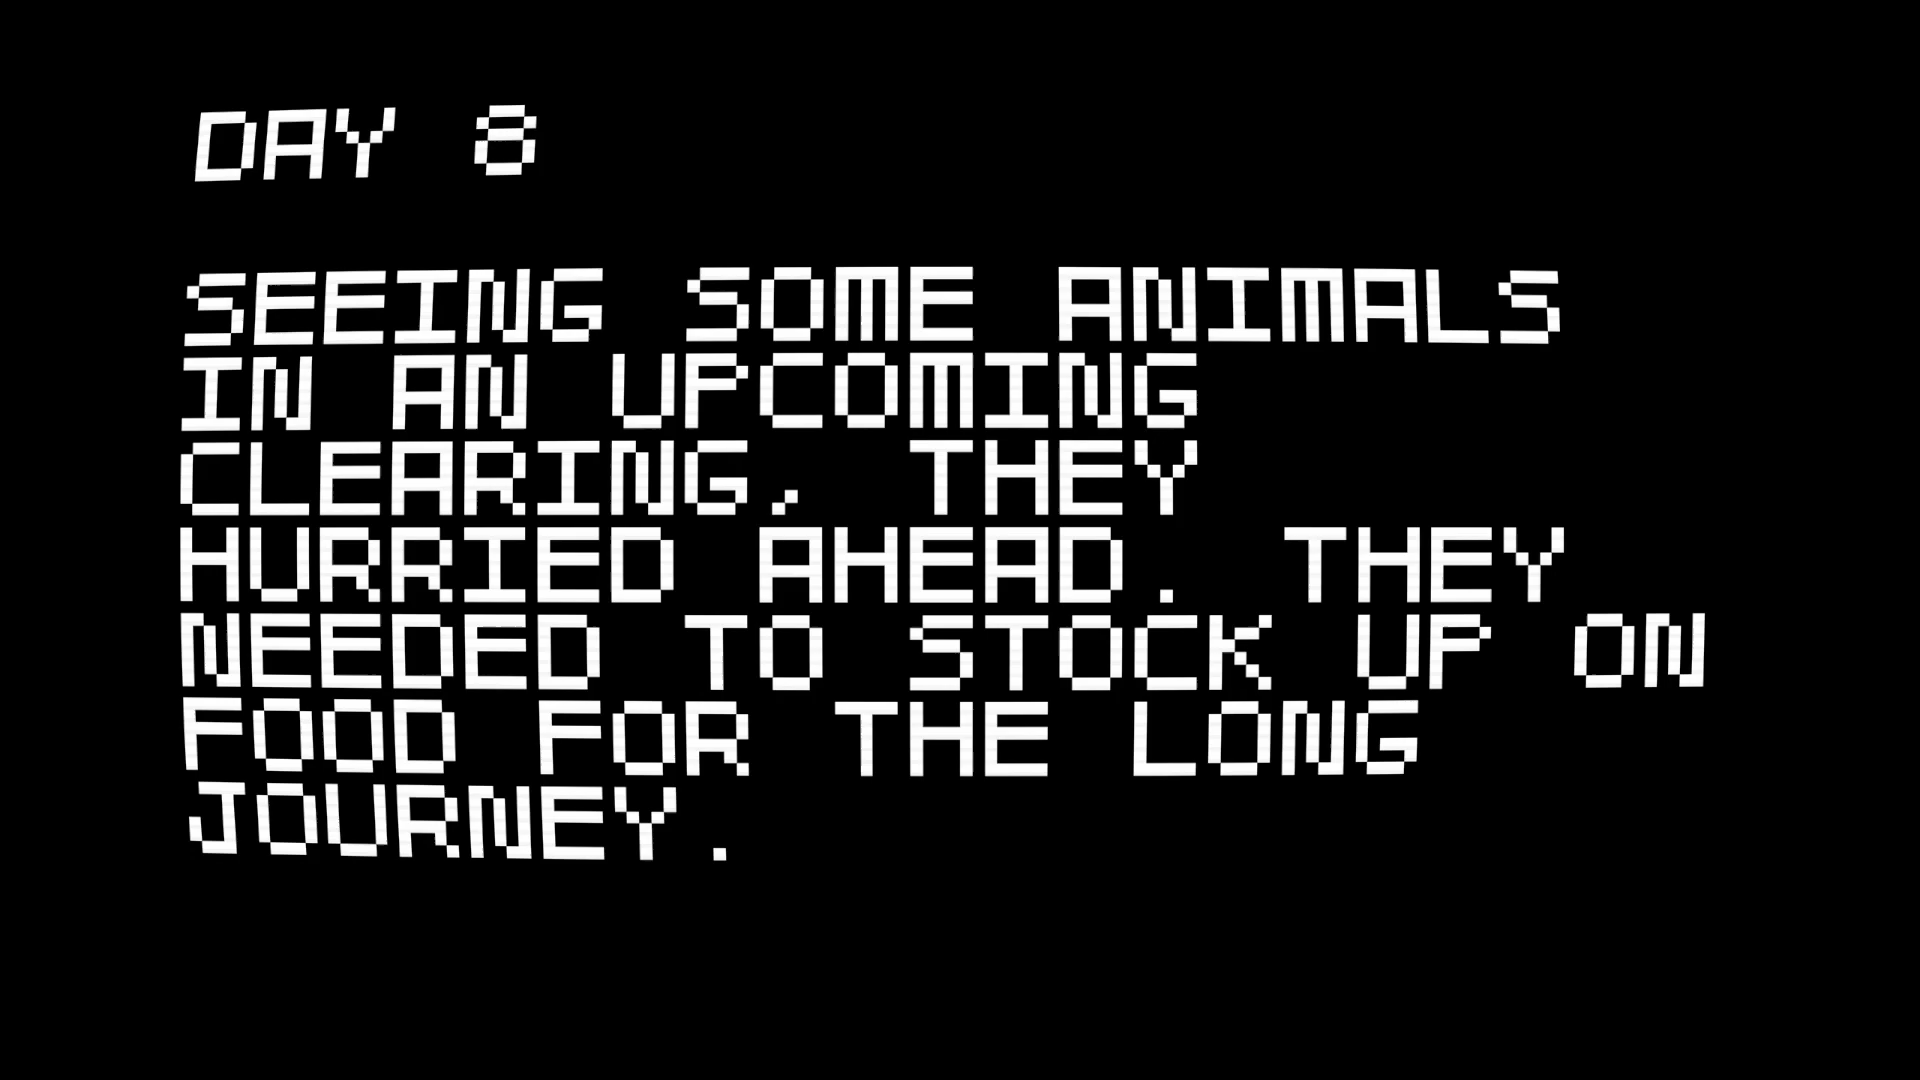 DAY 8
SEEING SOME ANIMALS
IN AN UPCOMING
CLEARING, THEY
HURRIED AHEAD. THEY
NEEDED TO STOCK UP ON
FOOD FOR THE LONG
JOURNEY.